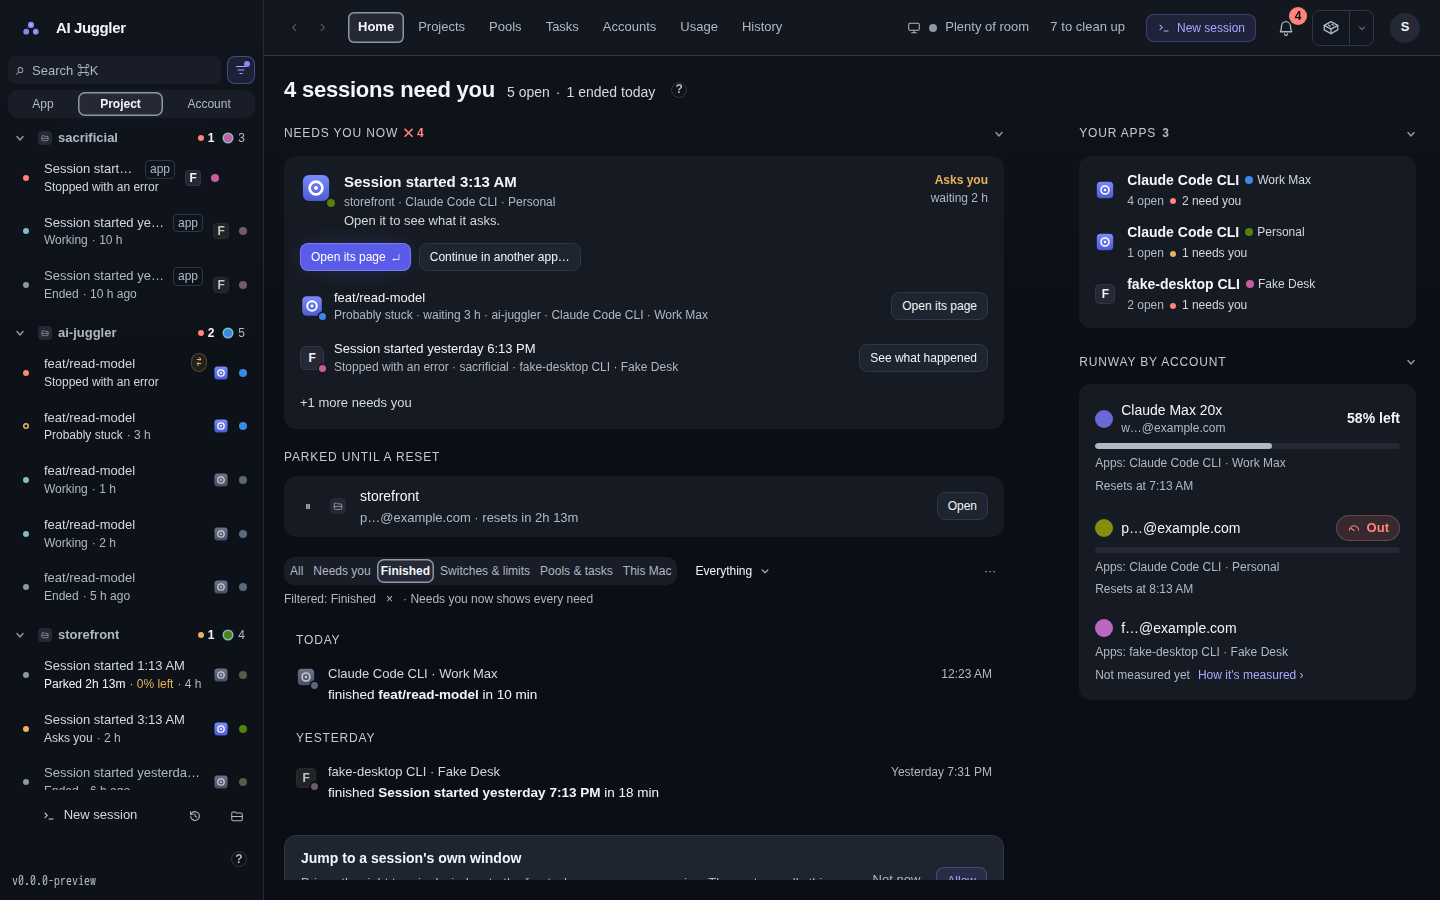 AI Juggler
Search ⌘K
App Project Account
sacrificial 1 3
Session start… app
Stopped with an error F
Session started ye… app
Working · 10 h F
Session started ye… app
Ended · 10 h ago F
ai-juggler 2 5
feat/read-model
Stopped with an error
feat/read-model
Probably stuck · 3 h
feat/read-model
Working · 1 h
feat/read-model
Working · 2 h
feat/read-model
Ended · 5 h ago
storefront 1 4
Session started 1:13 AM
Parked 2h 13m · 0% left · 4 h
Session started 3:13 AM
Asks you · 2 h
Session started yesterda…
Ended · 6 h ago
New session
?
v0.0.0-preview
Home Projects Pools Tasks Accounts Usage History
Plenty of room 7 to clean up New session 4 S
4 sessions need you 5 open · 1 ended today ?
NEEDS YOU NOW 4
Session started 3:13 AM Asks you
storefront · Claude Code CLI · Personal waiting 2 h
Open it to see what it asks.
Open its page Continue in another app…
feat/read-model
Probably stuck · waiting 3 h · ai-juggler · Claude Code CLI · Work Max Open its page
F Session started yesterday 6:13 PM
Stopped with an error · sacrificial · fake-desktop CLI · Fake Desk See what happened
+1 more needs you
PARKED UNTIL A RESET
storefront
p…@example.com · resets in 2h 13m Open
All Needs you Finished Switches & limits Pools & tasks This Mac Everything ···
Filtered: Finished × · Needs you now shows every need
TODAY
Claude Code CLI · Work Max 12:23 AM
finished feat/read-model in 10 min
YESTERDAY
F fake-desktop CLI · Fake Desk Yesterday 7:31 PM
finished Session started yesterday 7:13 PM in 18 min
Jump to a session's own window
Not now Allow
YOUR APPS 3
Claude Code CLI Work Max
4 open 2 need you
Claude Code CLI Personal
1 open 1 needs you
F fake-desktop CLI Fake Desk
2 open 1 needs you
RUNWAY BY ACCOUNT
Claude Max 20x
w…@example.com 58% left
Apps: Claude Code CLI · Work Max
Resets at 7:13 AM
p…@example.com Out
Apps: Claude Code CLI · Personal
Resets at 8:13 AM
f…@example.com
Apps: fake-desktop CLI · Fake Desk
Not measured yet How it's measured ›